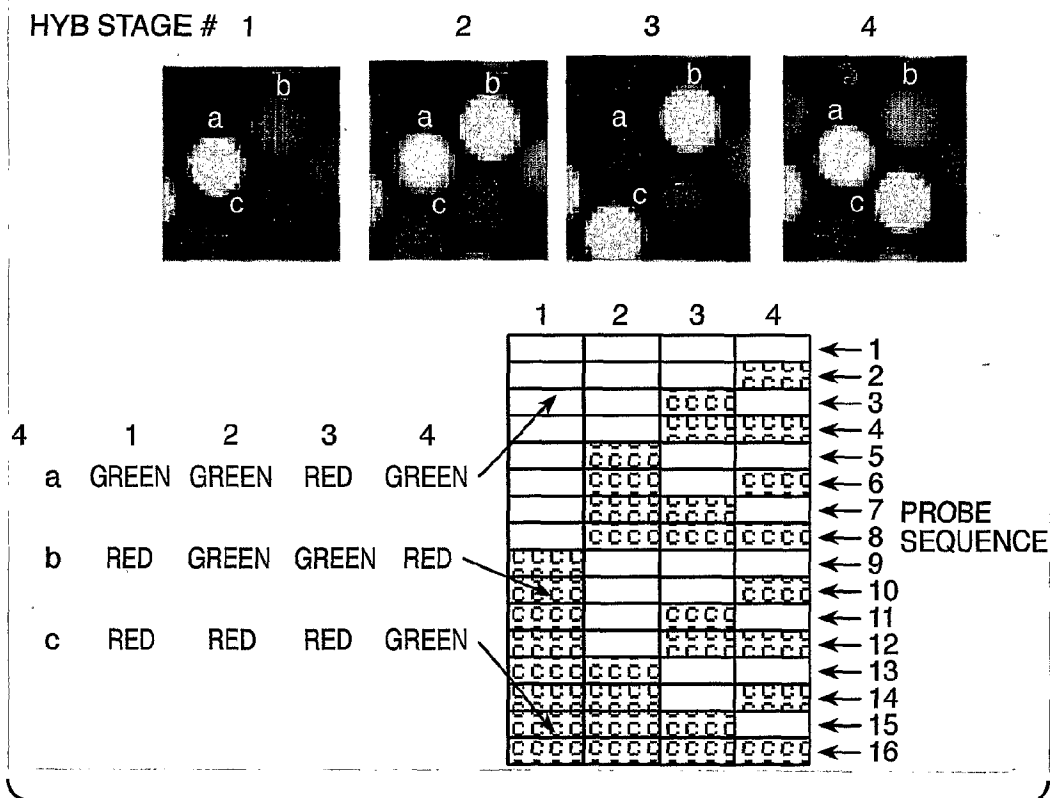 HYB STAGE # 1 2 3 4
a b c
a b c
a b c
a b c
1 2 3 4
1
2
3
4
5
6
7
8
9
10
11
12
13
14
15
16
PROBE
SEQUENCE
4 1 2 3 4
a GREEN GREEN RED GREEN
b RED GREEN GREEN RED
c RED RED RED GREEN